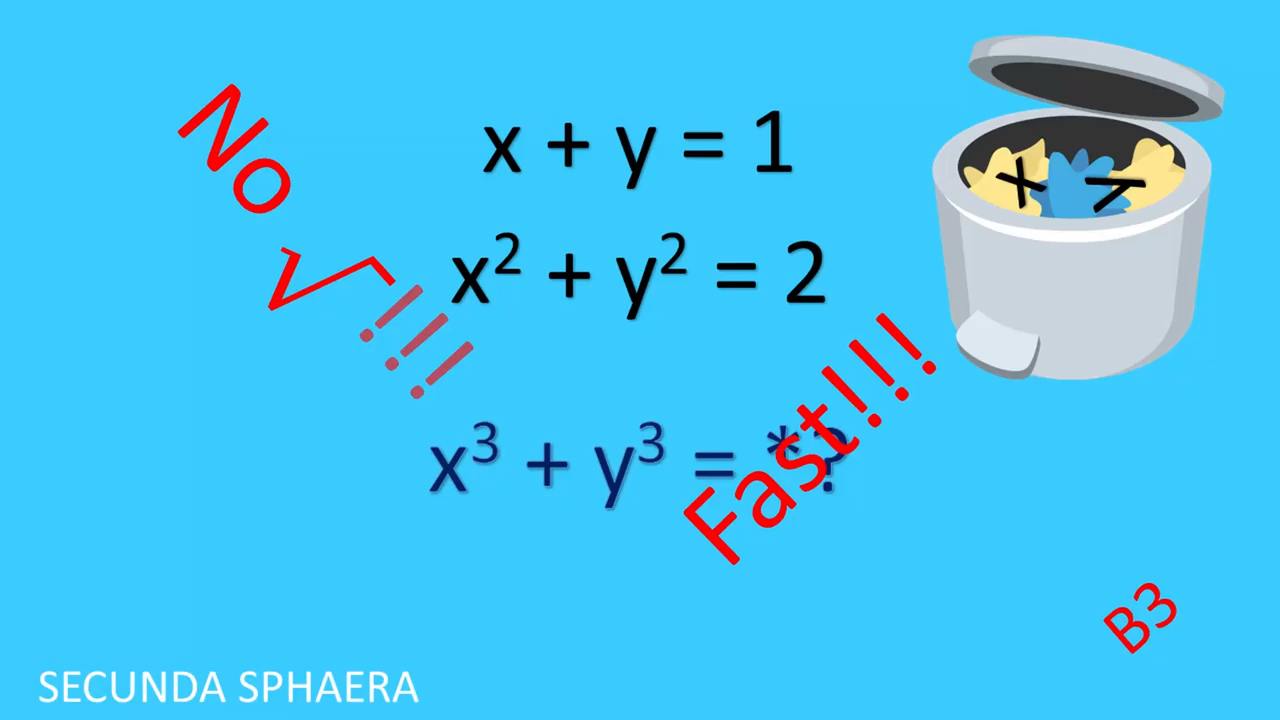 x + y = 1
No √!!!
x² + y² = 2
x y
Fast!!!
x³ + y³ = *?
B3
SECUNDA SPHAERA